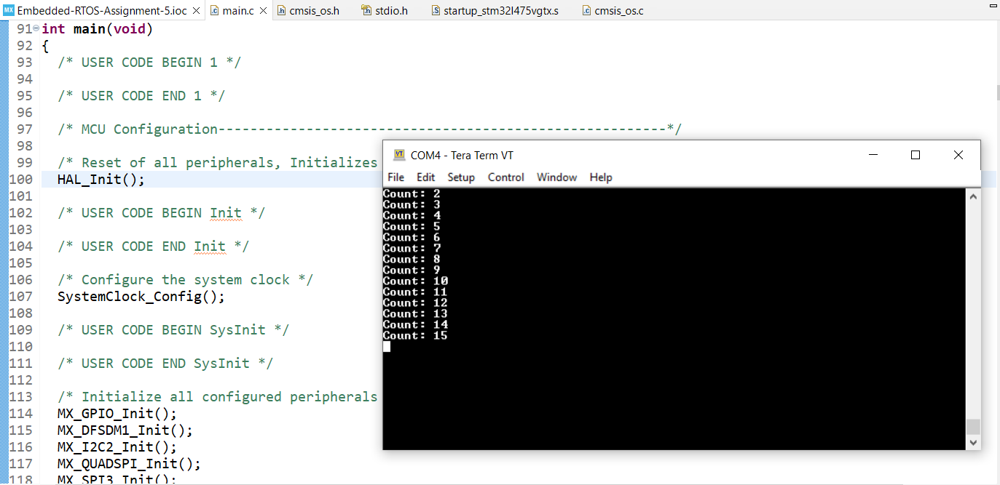 MX Embedded-RTOS-Assignment-5.ioc main.c cmsis_os.h stdio.h startup_stm32l475vgtx.s cmsis_os.c
91 int main(void)
92 {
93 /* USER CODE BEGIN 1 */
94
95 /* USER CODE END 1 */
96
97 /* MCU Configuration--------------------------------------------------------*/
98
99 /* Reset of all peripherals, Initializes
100 HAL_Init();
101
102 /* USER CODE BEGIN Init */
103
104 /* USER CODE END Init */
105
106 /* Configure the system clock */
107 SystemClock_Config();
108
109 /* USER CODE BEGIN SysInit */
110
111 /* USER CODE END SysInit */
112
113 /* Initialize all configured peripherals
114 MX_GPIO_Init();
115 MX_DFSDM1_Init();
116 MX_I2C2_Init();
117 MX_QUADSPI_Init();
118 MX_SPI3_Init();
VT COM4 - Tera Term VT
File Edit Setup Control Window Help
Count: 2
Count: 3
Count: 4
Count: 5
Count: 6
Count: 7
Count: 8
Count: 9
Count: 10
Count: 11
Count: 12
Count: 13
Count: 14
Count: 15